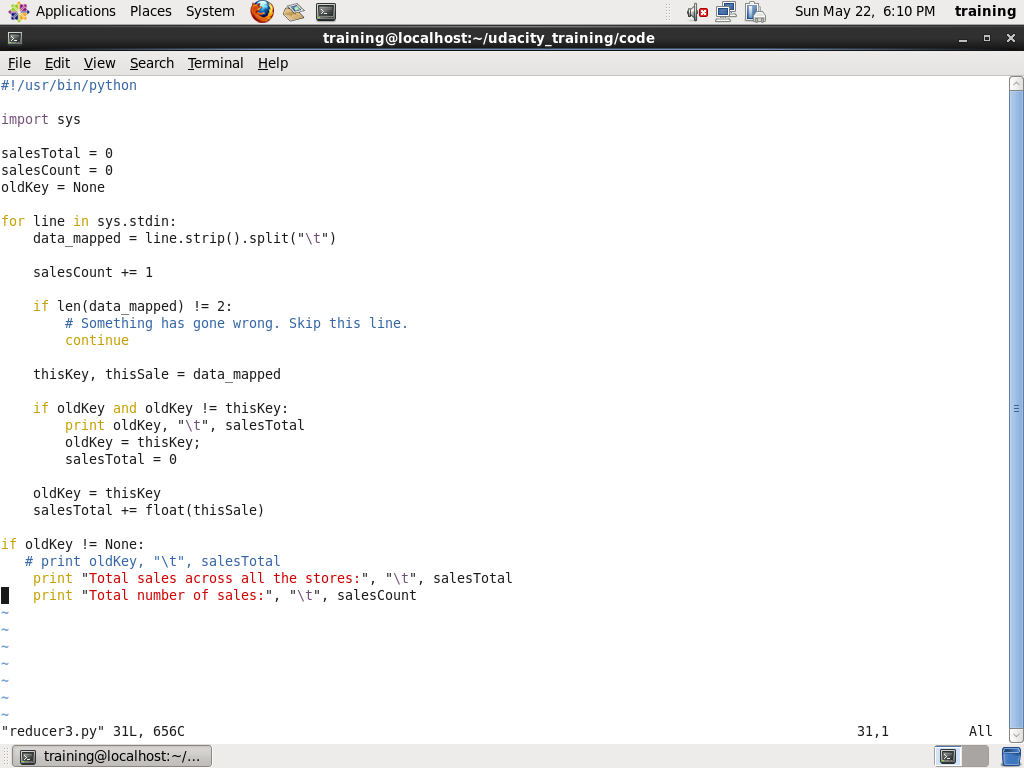 Applications Places System Sun May 22, 6:10 PM training
training@localhost:~/udacity_training/code
File Edit View Search Terminal Help
#!/usr/bin/python
import sys
salesTotal = 0
salesCount = 0
oldKey = None
for line in sys.stdin:
    data_mapped = line.strip().split("\t")
    salesCount += 1
    if len(data_mapped) != 2:
        # Something has gone wrong. Skip this line.
        continue
    thisKey, thisSale = data_mapped
    if oldKey and oldKey != thisKey:
        print oldKey, "\t", salesTotal
        oldKey = thisKey;
        salesTotal = 0
    oldKey = thisKey
    salesTotal += float(thisSale)
if oldKey != None:
   # print oldKey, "\t", salesTotal
    print "Total sales across all the stores:", "\t", salesTotal
    print "Total number of sales:", "\t", salesCount
~
~
~
~
~
~
~
"reducer3.py" 31L, 656C 31,1 All
training@localhost:~/...